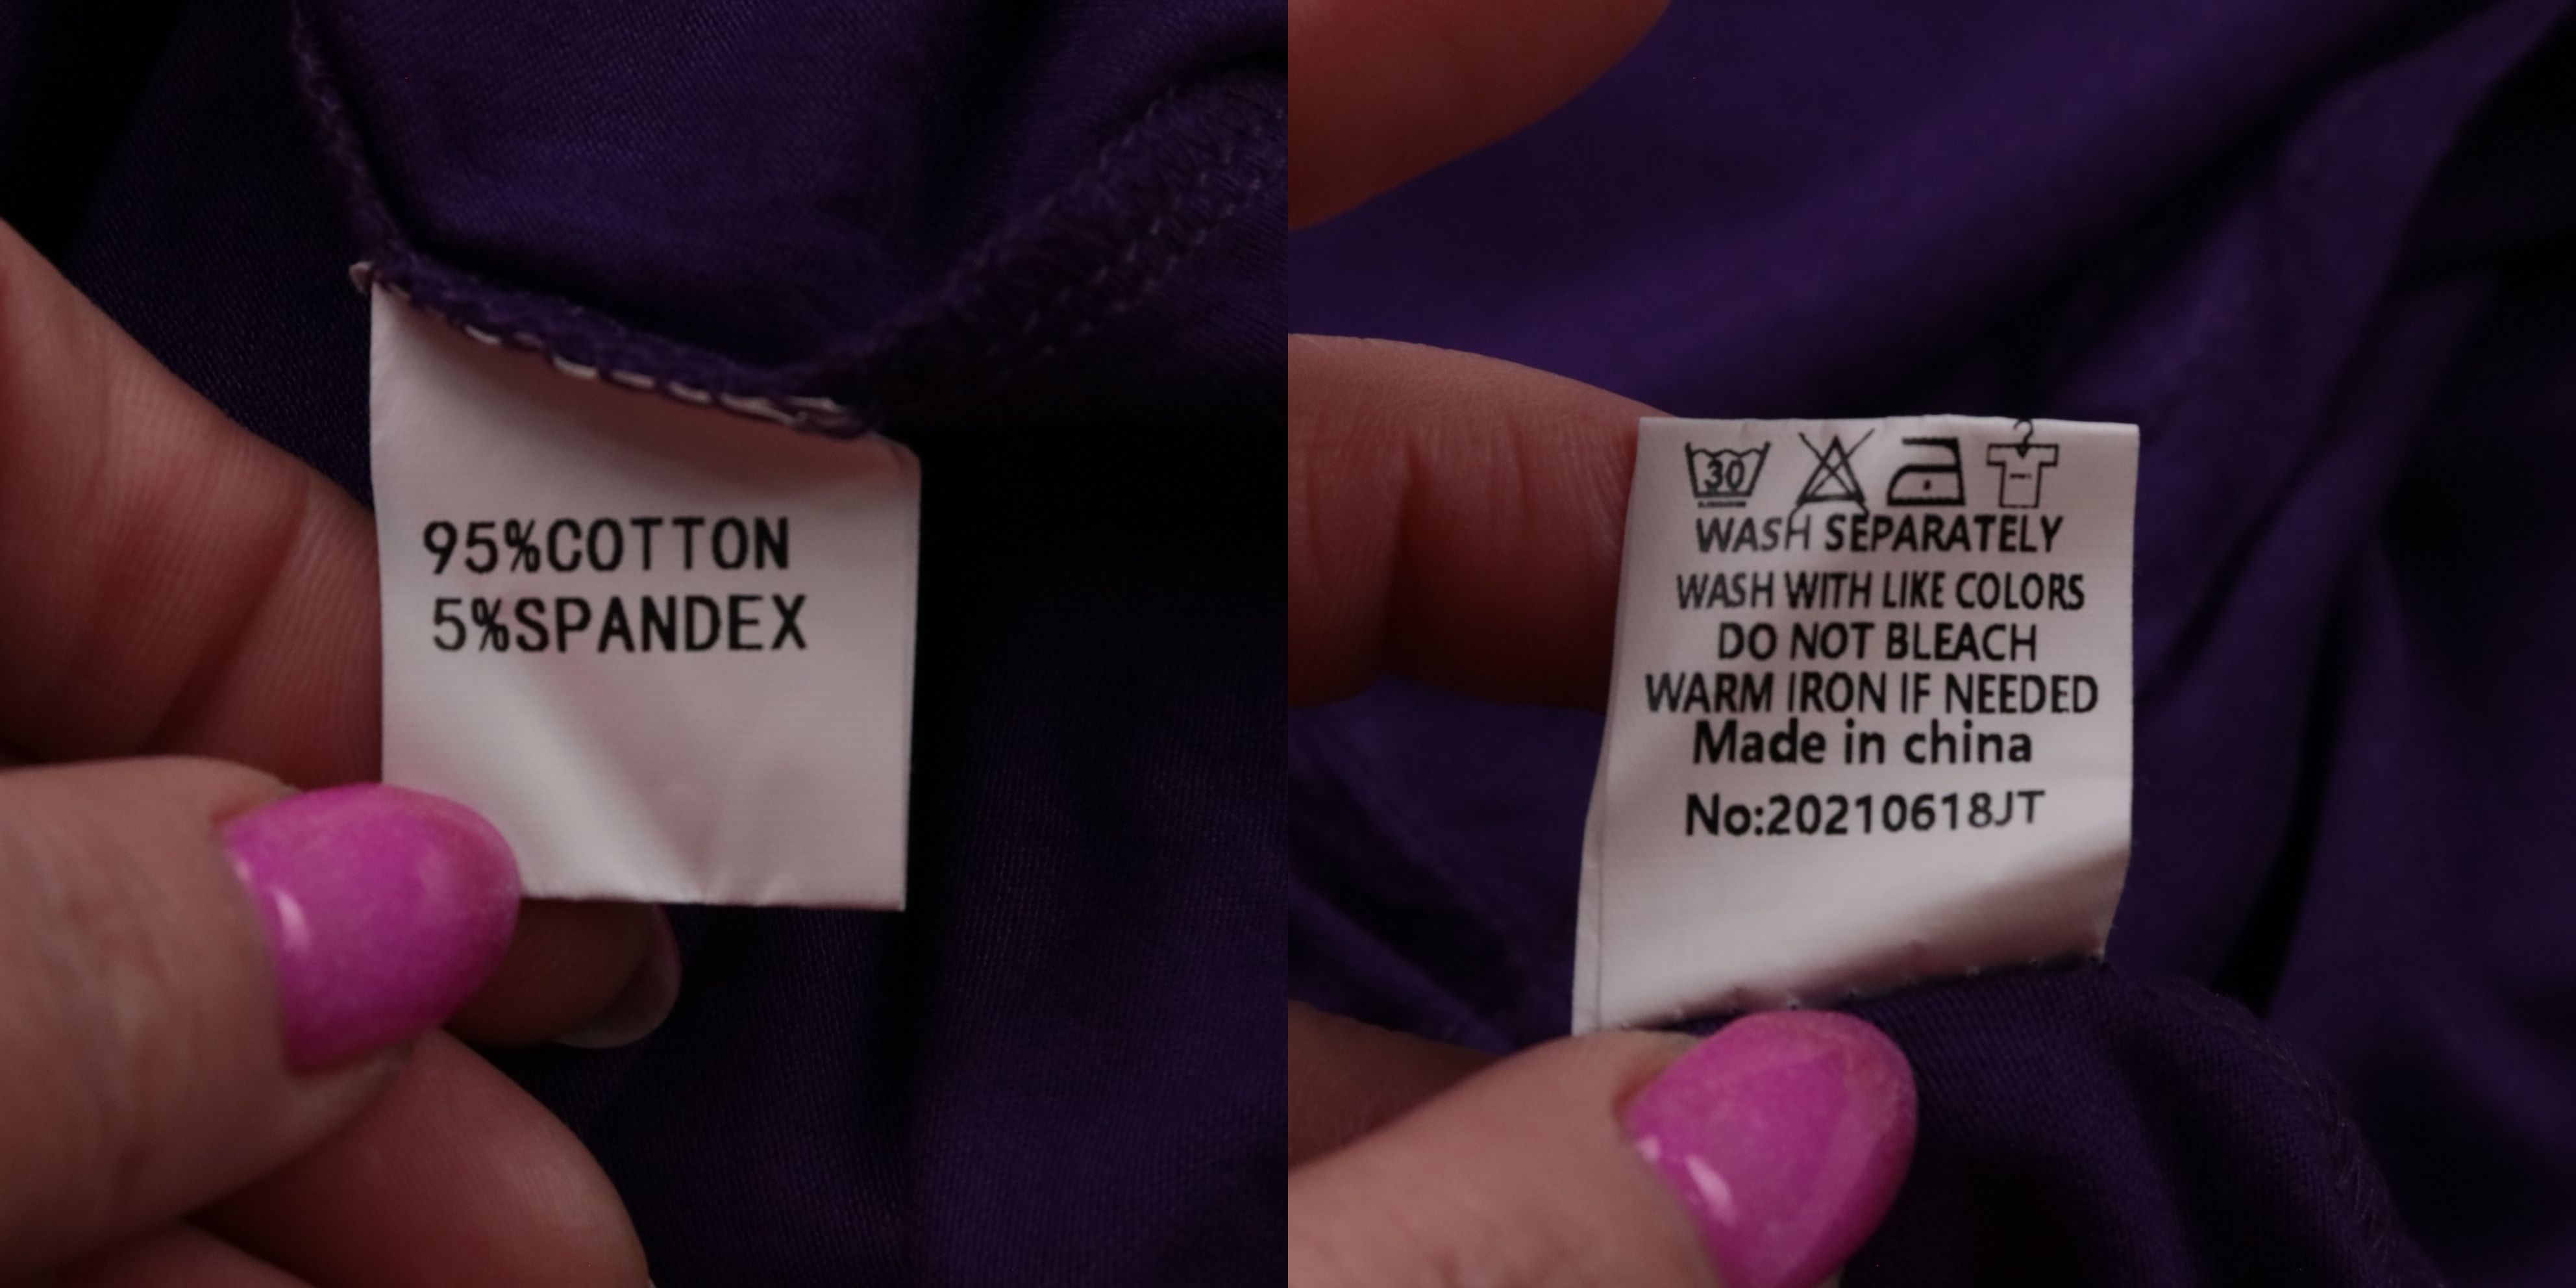 95%COTTON
5%SPANDEX
30
WASH SEPARATELY
WASH WITH LIKE COLORS
DO NOT BLEACH
WARM IRON IF NEEDED
Made in china
No:20210618JT